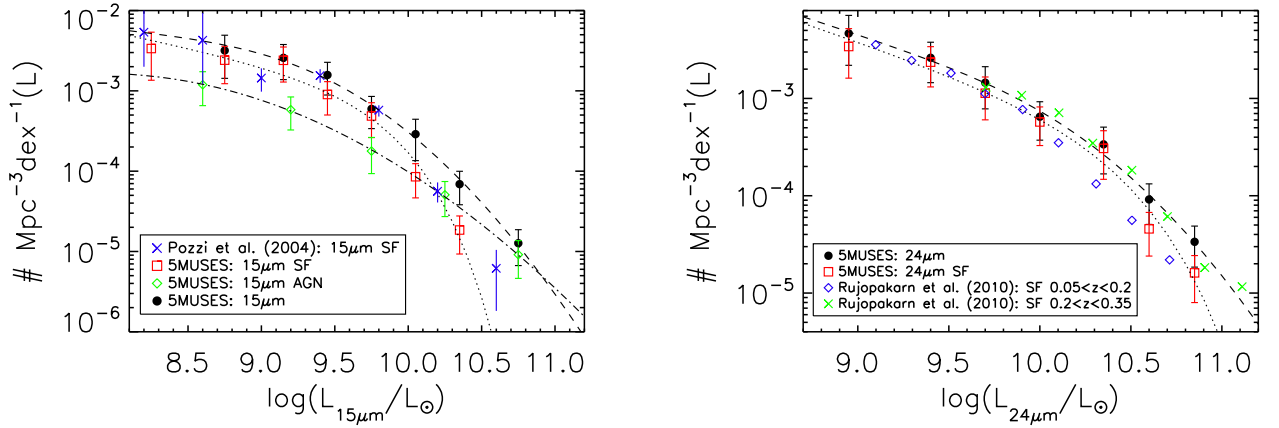 10⁻²
10⁻³
10⁻⁴
10⁻⁵
10⁻⁶
# Mpc⁻³dex⁻¹(L)
× Pozzi et al. (2004): 15μm SF
5MUSES: 15μm SF
5MUSES: 15μm AGN
5MUSES: 15μm
8.5 9.0 9.5 10.0 10.5 11.0
log(L₁₅μm/L☉)
10⁻³
10⁻⁴
10⁻⁵
# Mpc⁻³dex⁻¹(L)
5MUSES: 24μm
5MUSES: 24μm SF
Rujopakarn et al. (2010): SF 0.05<z<0.2
× Rujopakarn et al. (2010): SF 0.2<z<0.35
9.0 9.5 10.0 10.5 11.0
log(L₂₄μm/L☉)